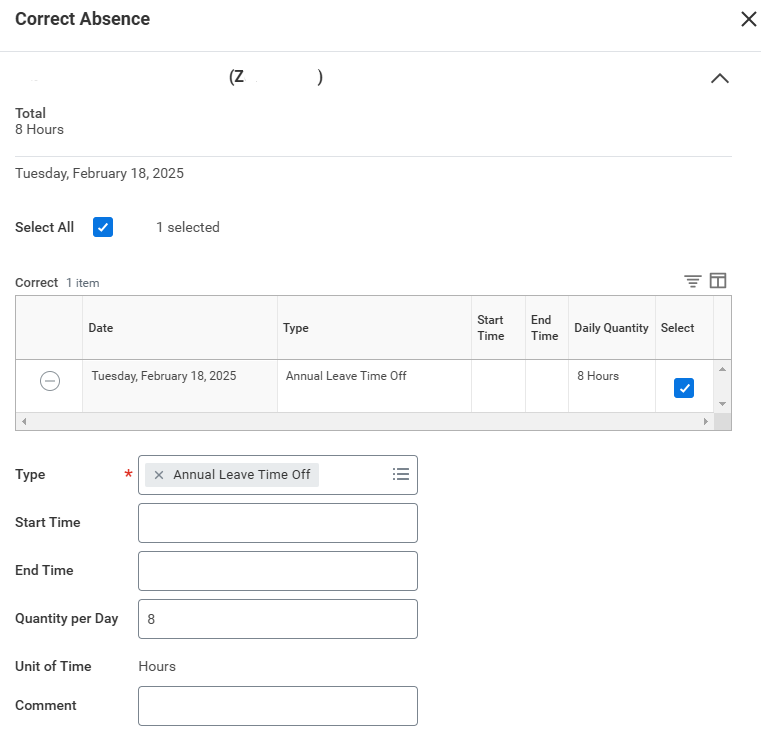 Correct Absence
(Z )
Total
8 Hours
Tuesday, February 18, 2025
Select All 1 selected
Correct 1 item
Date Type Start Time End Time Daily Quantity Select
Tuesday, February 18, 2025 Annual Leave Time Off 8 Hours
Type * Annual Leave Time Off
Start Time
End Time
Quantity per Day 8
Unit of Time Hours
Comment